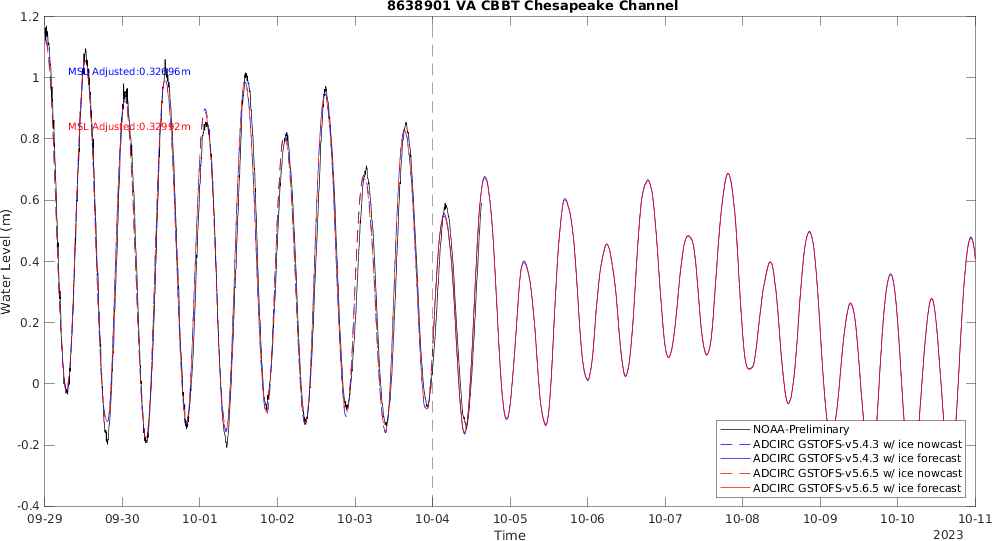 8638901 VA CBBT Chesapeake Channel
1.2
1
0.8
0.6
0.4
0.2
0
-0.2
-0.4
Water Level (m)
MSL Adjusted:0.32696m
MSL Adjusted:0.32992m
NOAA-Preliminary
ADCIRC GSTOFS-v5.4.3 w/ ice nowcast
ADCIRC GSTOFS-v5.4.3 w/ ice forecast
ADCIRC GSTOFS-v5.6.5 w/ ice nowcast
ADCIRC GSTOFS-v5.6.5 w/ ice forecast
09-29 09-30 10-01 10-02 10-03 10-04 10-05 10-06 10-07 10-08 10-09 10-10 10-11
Time
2023